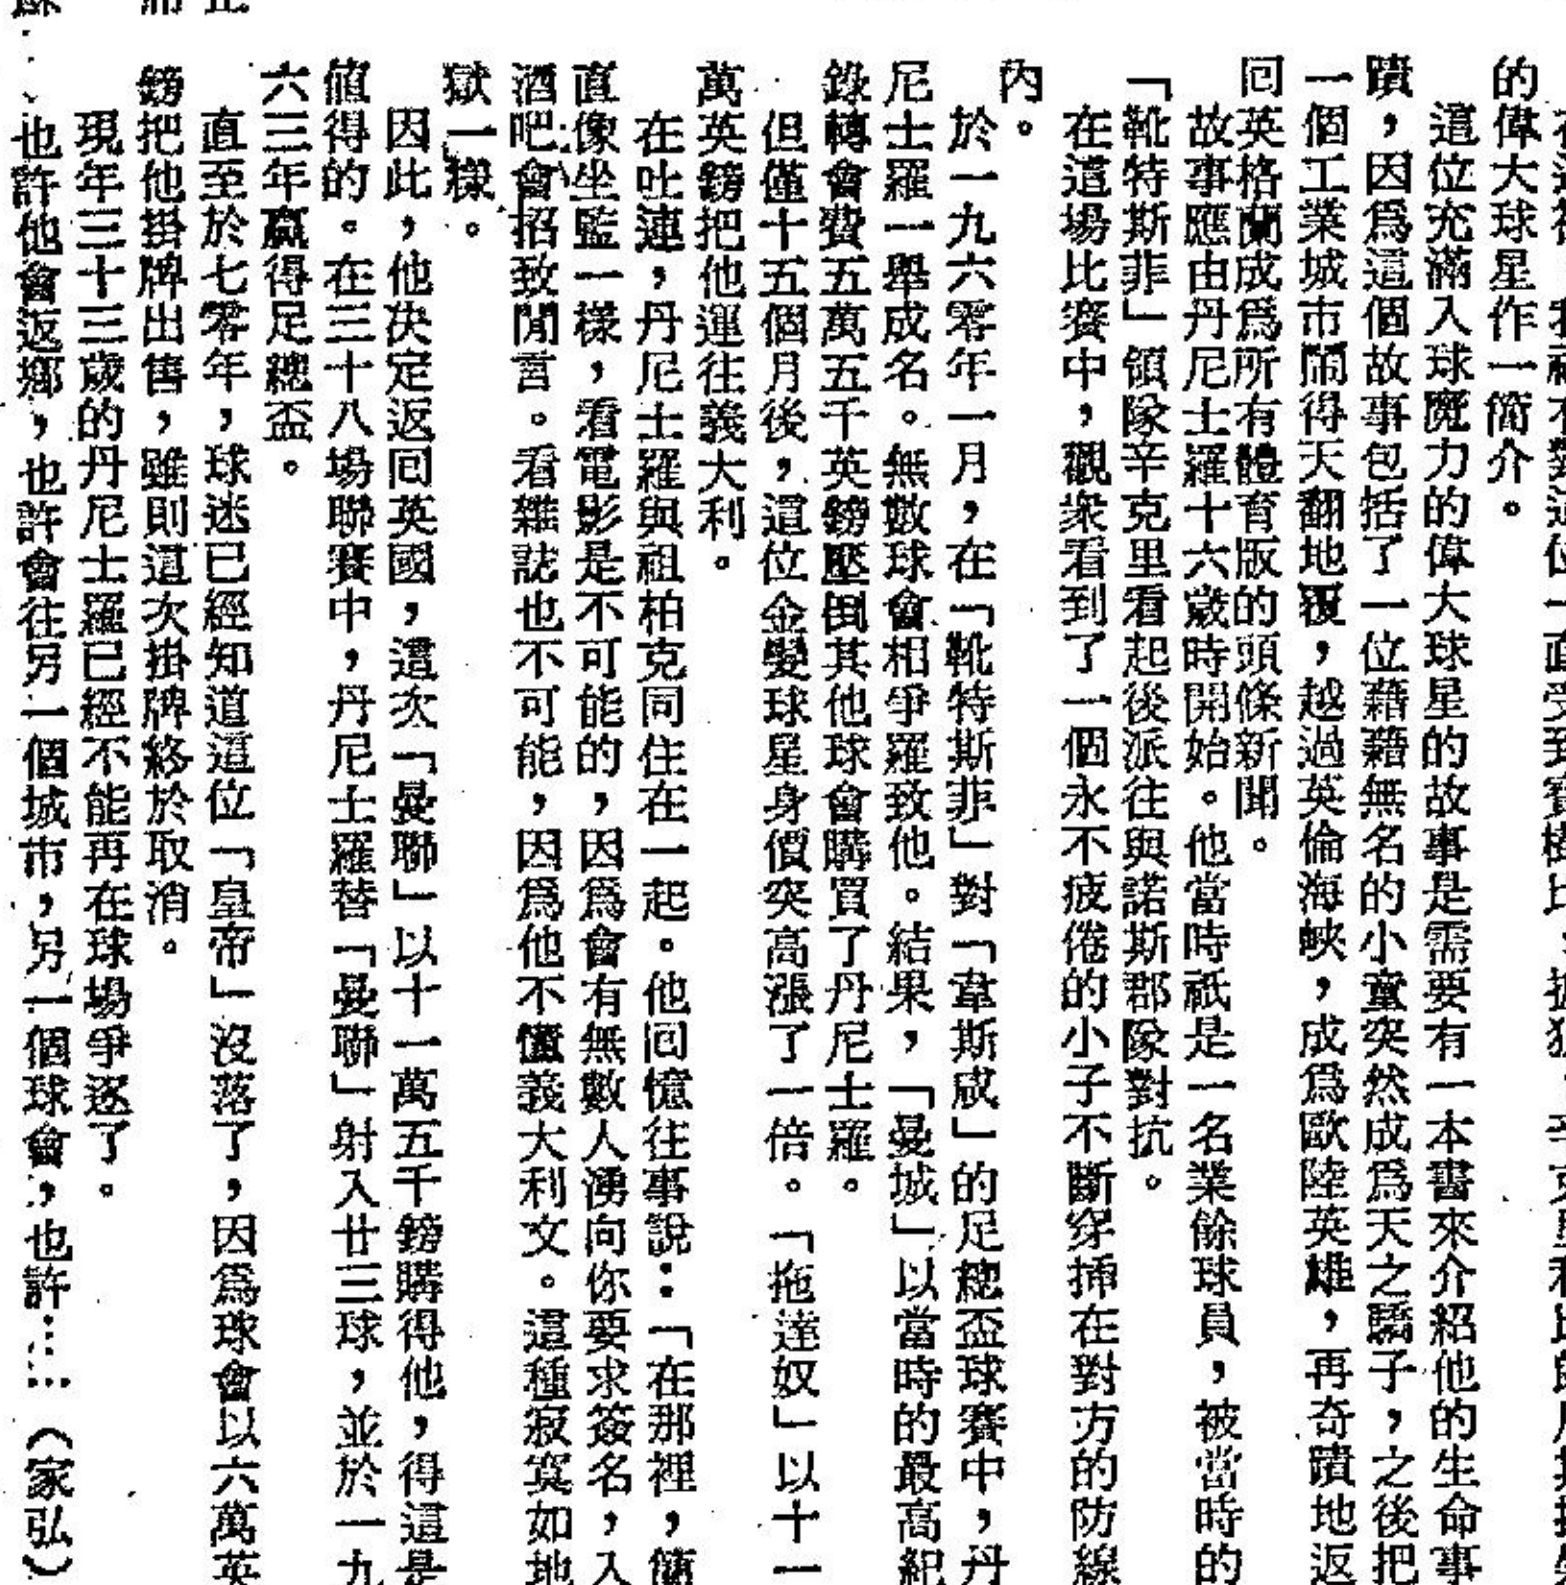 的偉大球星作一簡介。
這位充滿入球魔力的偉大球星的故事是需要有一本書來介紹他的生命事
蹟，因爲這個故事包括了一位藉藉無名的小童突然成爲天之驕子，之後把
一個工業城市鬧得天翻地覆，越過英倫海峽，成爲歐陸英雄，再奇蹟地返
回英格蘭成爲所有體育版的頭條新聞。
故事應由丹尼士羅十六歲時開始。他當時祇是一名業餘球員，被當時的
「靴特斯菲」領隊辛克里看起後派往與諾斯郡隊對抗。
在這場比賽中，觀衆看到了一個永不疲倦的小子不斷穿揷在對方的防線
內。
於一九六零年一月，在「靴特斯菲」對「韋斯咸」的足總盃球賽中，丹
尼士羅一舉成名。無數球會相爭羅致他。結果，「曼城」以當時的最高紀
錄轉會費五萬五千英鎊壓倒其他球會購買了丹尼士羅。
但僅十五個月後，這位金髮球星身價突高漲了一倍。「拖達奴」以十一
萬英鎊把他運往義大利。
在吐連，丹尼士羅與祖柏克同住在一起。他回憶往事說：「在那裡，簡
直像坐監一樣，看電影是不可能的，因爲會有無數人湧向你要求簽名，入
酒吧會招致閒言。看雜誌也不可能，因爲他不懂義大利文。這種寂寞如地
獄一樣。
因此，他決定返回英國，這次「曼聯」以十一萬五千鎊購得他，得這是
値得的。在三十八場聯賽中，丹尼士羅替「曼聯」射入廿三球，並於一九
六三年贏得足總盃。
直至於七零年，球迷已經知道這位「皇帝」沒落了，因爲球會以六萬英
鎊把他掛牌出售，雖則這次掛牌終於取消。
現年三十三歲的丹尼士羅已經不能再在球場爭逐了。
也許他會返鄉，也許會往另一個城市，另一個球會，也許……（家弘）